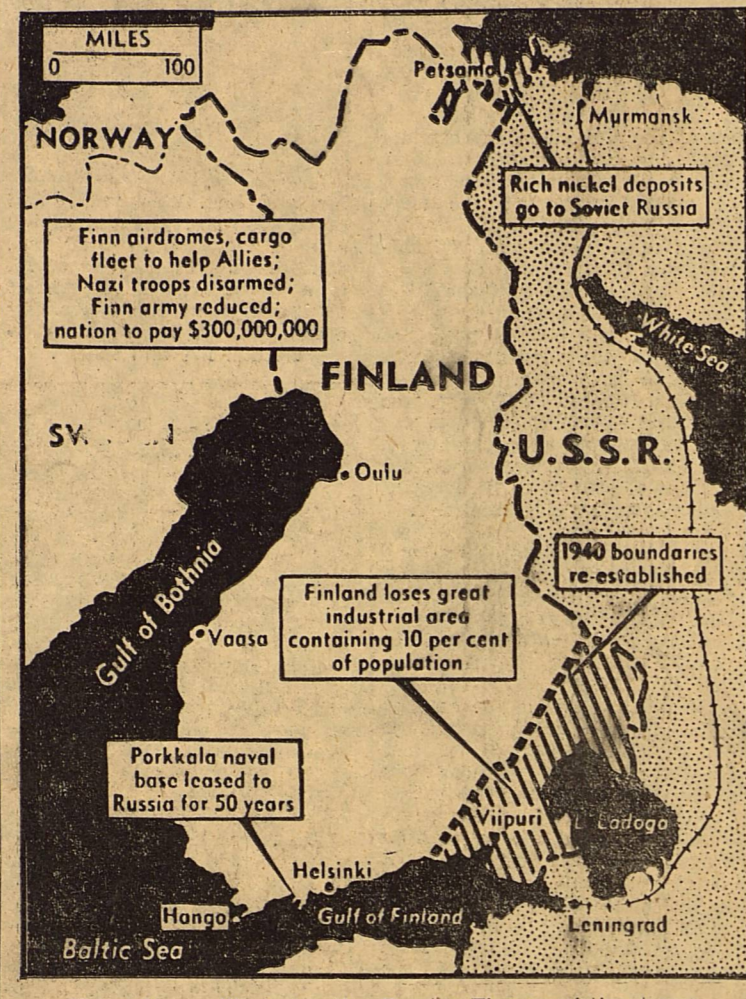 MILES
0 100
Petsamo
NORWAY
Murmansk
Rich nickel deposits
go to Soviet Russia
Finn airdromes, cargo
fleet to help Allies;
Nazi troops disarmed;
Finn army reduced;
nation to pay $300,000,000
White Sea
FINLAND
U.S.S.R.
Oulu
1940 boundaries
re-established
Gulf of Bothnia
Finland loses great
industrial area
containing 10 per cent
of population
Vaasa
Porkkala naval
base leased to
Russia for 50 years
Viipuri
L. Ladoga
Helsinki
Hango
Gulf of Finland
Leningrad
Baltic Sea